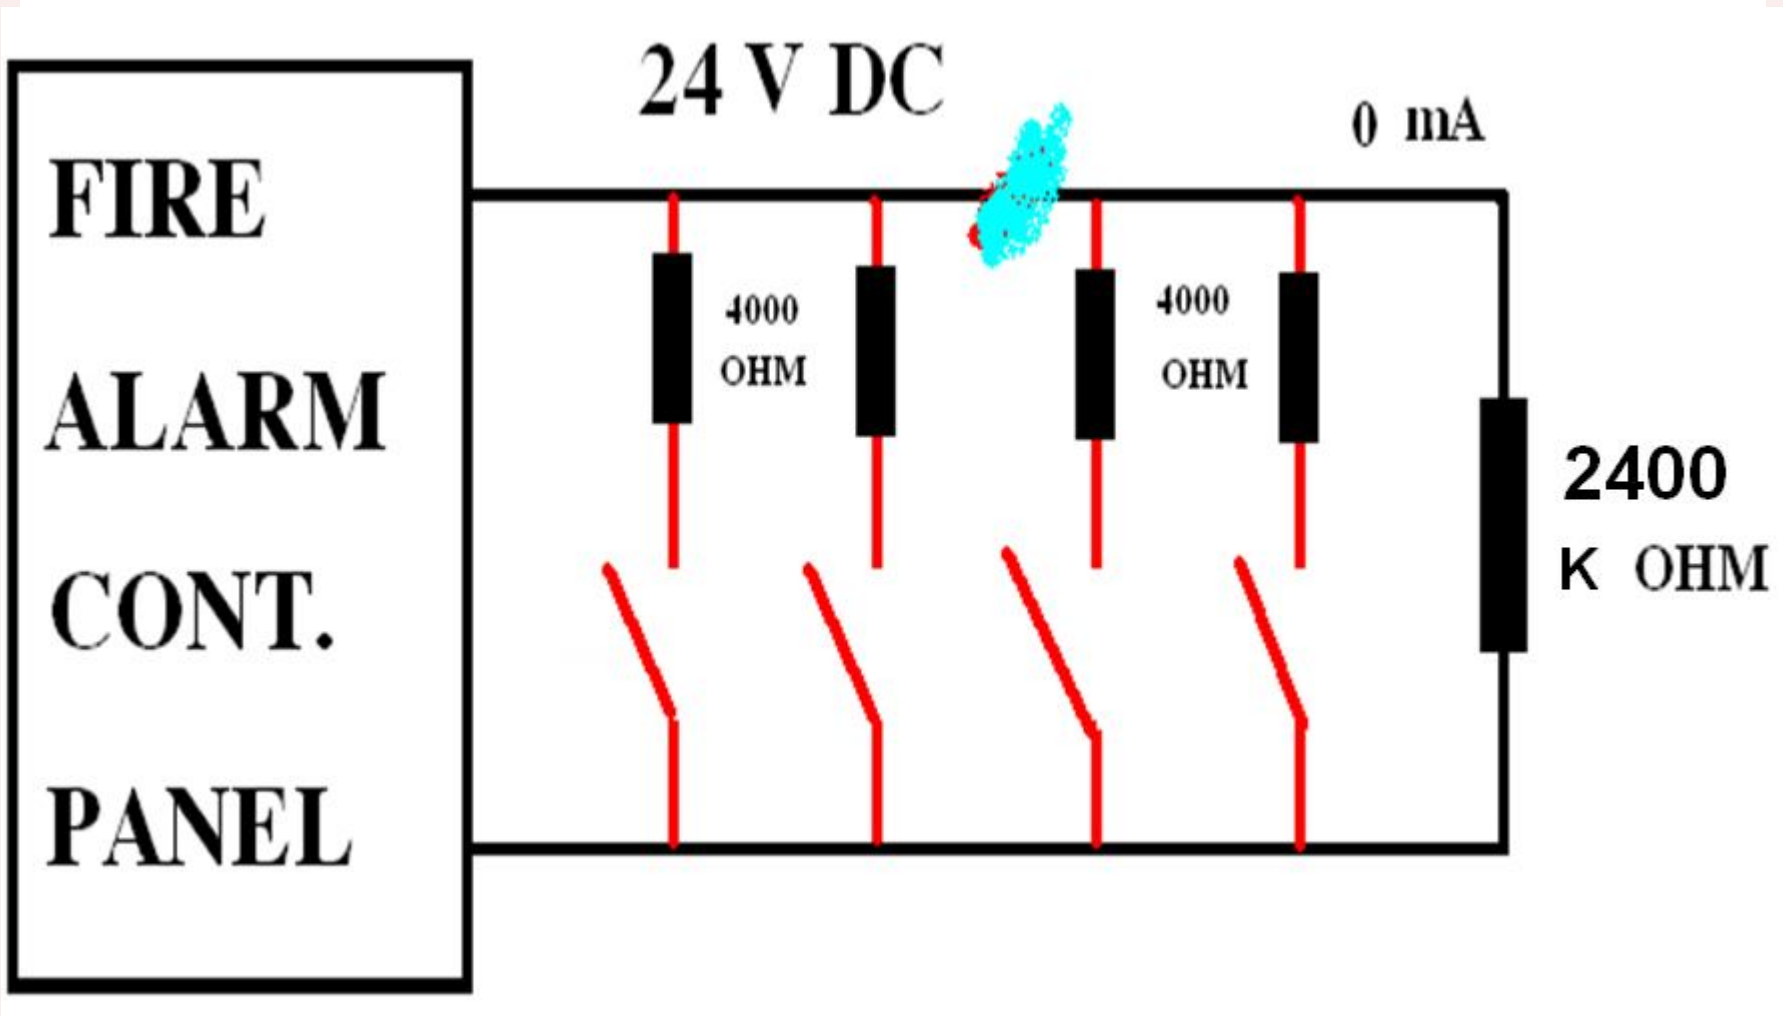 FIRE
ALARM
CONT.
PANEL
24 V DC
0 mA
4000
OHM
4000
OHM
2400
K OHM